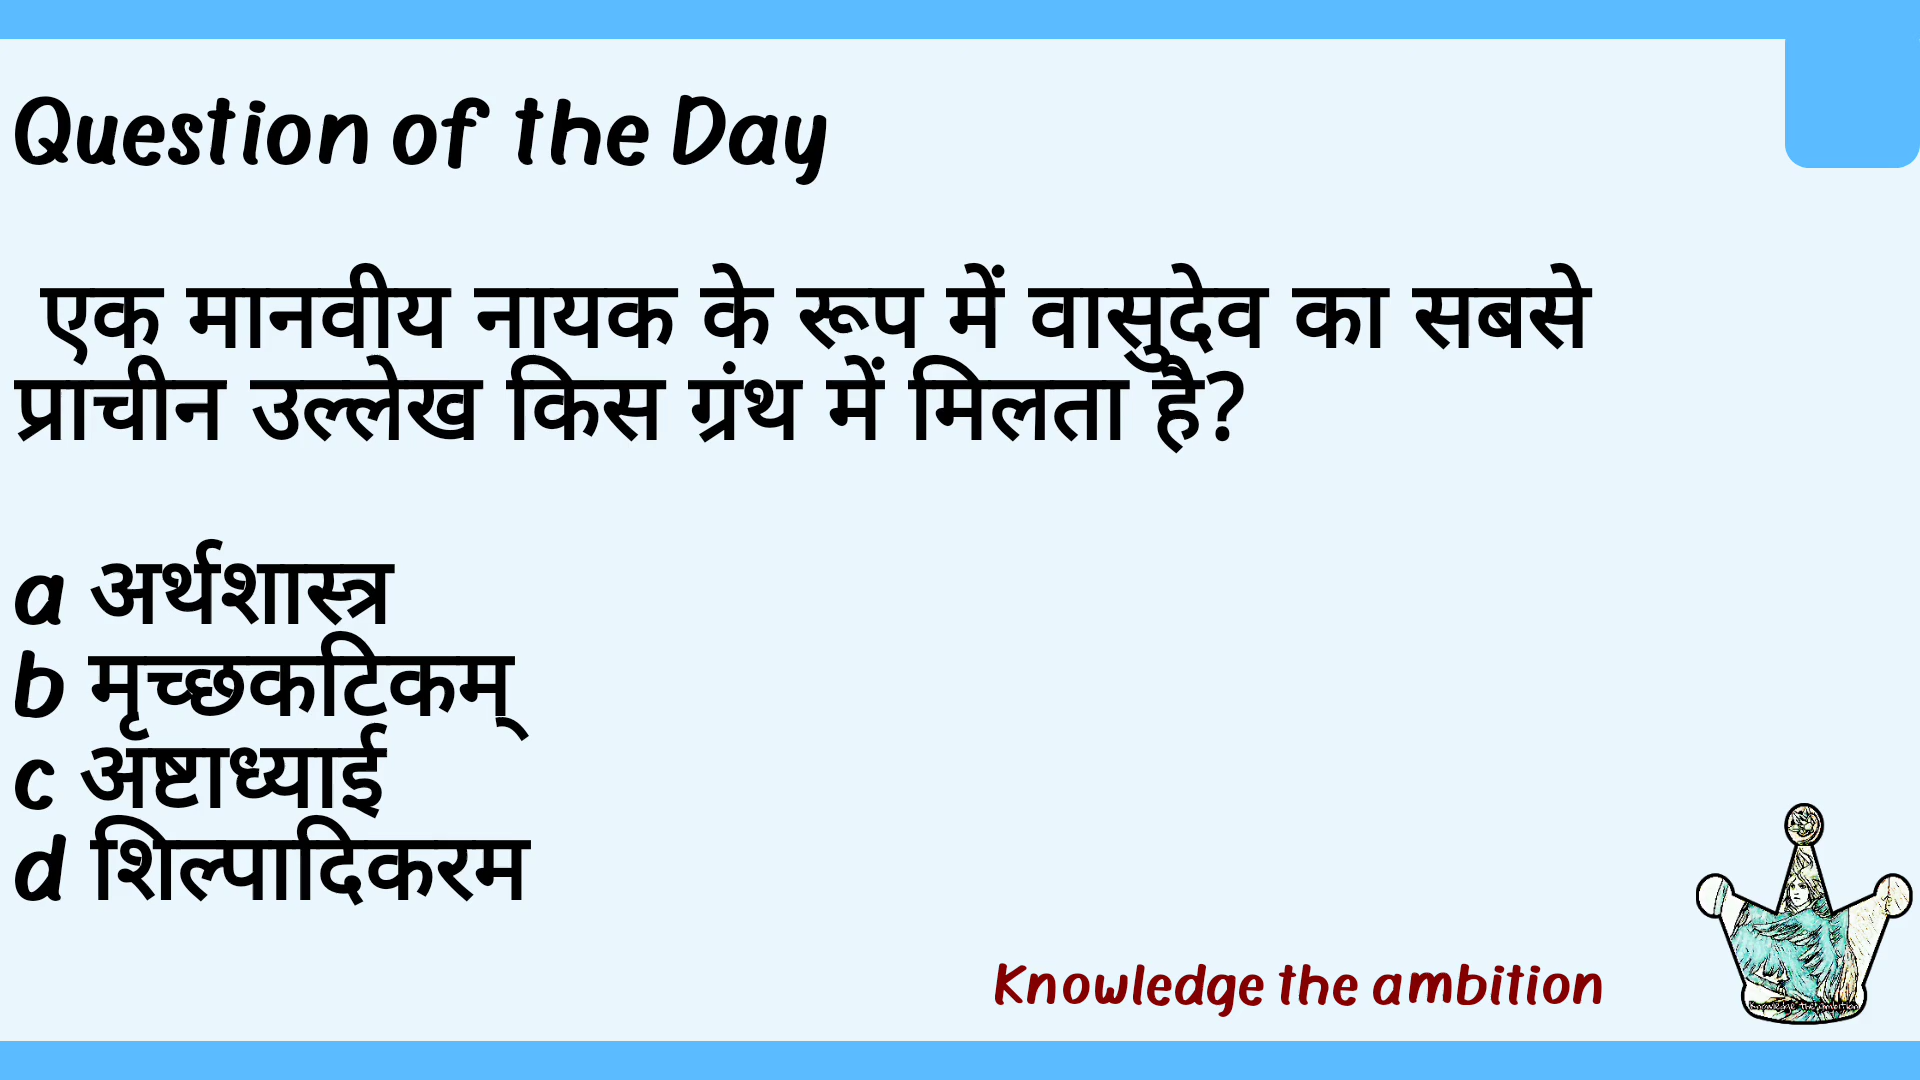 Question of the Day
एक मानवीय नायक के रूप में वासुदेव का सबसे
प्राचीन उल्लेख किस ग्रंथ में मिलता है?
a अर्थशास्त्र
b मृच्छकटिकम्
c अष्टाध्याई
d शिल्पादिकरम
Knowledge the ambition